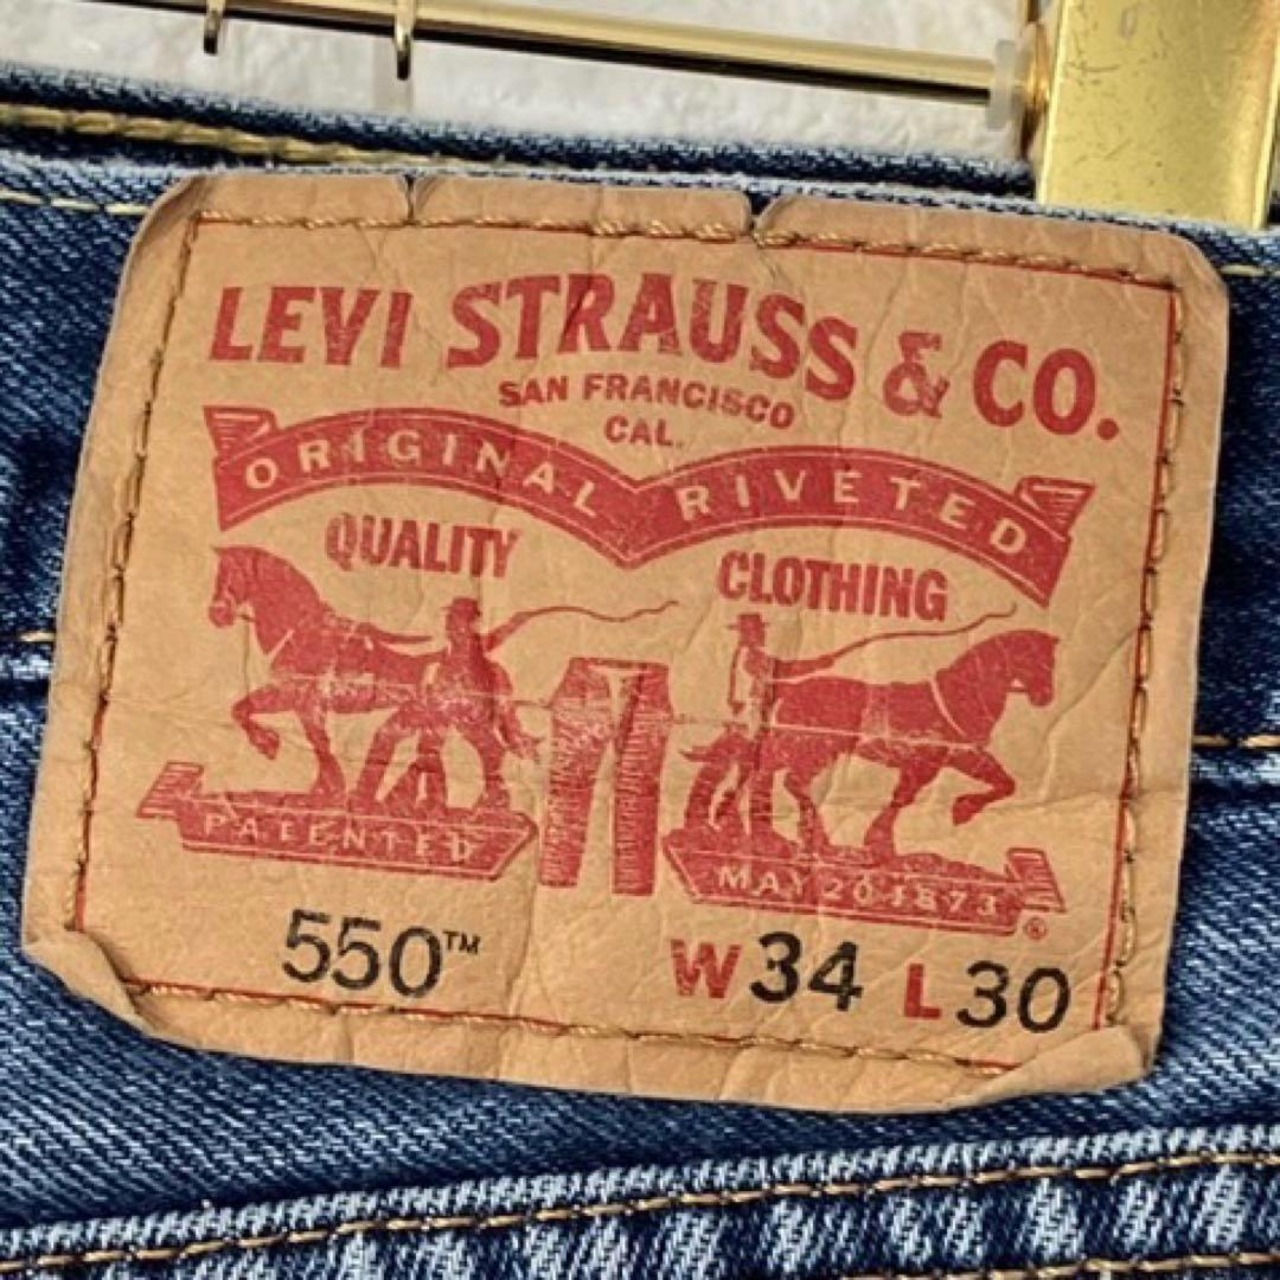 LEVI STRAUSS & CO.
SAN FRANCISCO
CAL.
ORIGINAL RIVETED
QUALITY CLOTHING
PATENTED MAY 20 1873 ®
550™ W34 L30